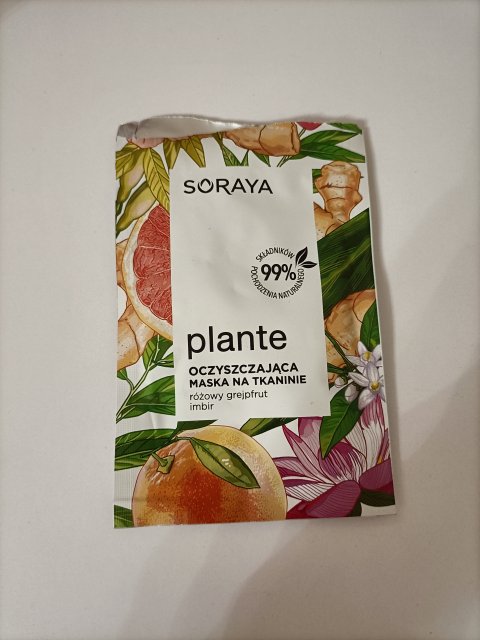 SORAYA
SKŁADNIKÓW
99%
POCHODZENIA NATURALNEGO
plante
OCZYSZCZAJĄCA
MASKA NA TKANINIE
różowy grejpfrut
imbir